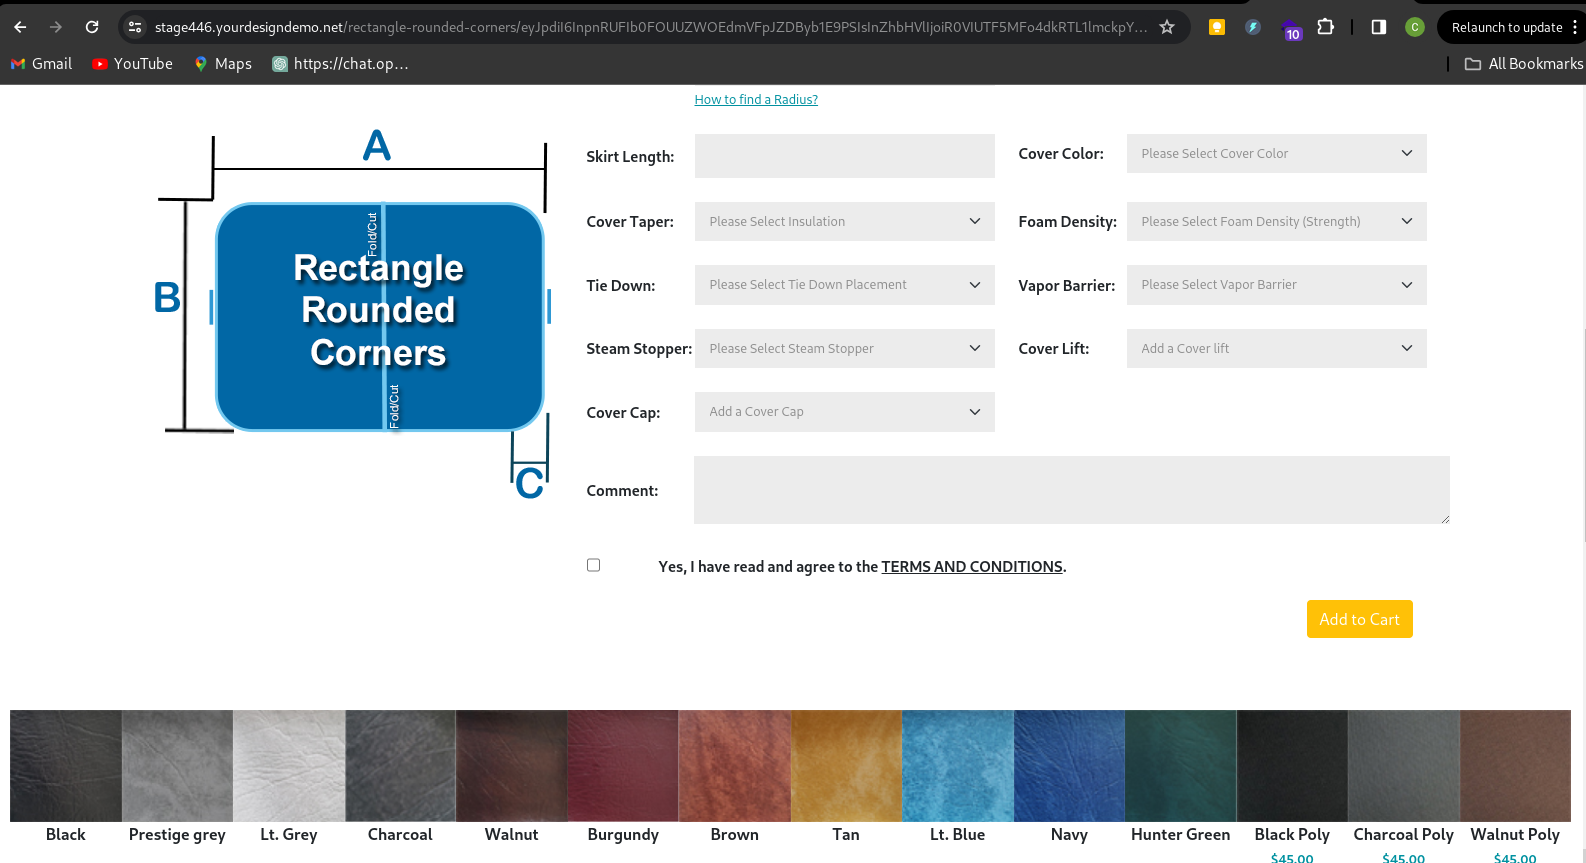 stage446.yourdesigndemo.net/rectangle-rounded-corners/eyJpdiI6InpnRUFIb0FOUUZWOEdmVFpJZDByb1E9PSIsInZhbHVlIjoiR0VIUTF5MFo4dkRTL1lmckpY...
10
C
Relaunch to update
Gmail
YouTube
Maps
https://chat.op...
All Bookmarks
How to find a Radius?
A
B
C
Fold/Cut
Rectangle
Rounded
Corners
Fold/Cut
Skirt Length:
Cover Color: Please Select Cover Color
Cover Taper: Please Select Insulation
Foam Density: Please Select Foam Density (Strength)
Tie Down: Please Select Tie Down Placement
Vapor Barrier: Please Select Vapor Barrier
Steam Stopper: Please Select Steam Stopper
Cover Lift: Add a Cover lift
Cover Cap: Add a Cover Cap
Comment:
Yes, I have read and agree to the TERMS AND CONDITIONS.
Add to Cart
Black
Prestige grey
Lt. Grey
Charcoal
Walnut
Burgundy
Brown
Tan
Lt. Blue
Navy
Hunter Green
Black Poly
Charcoal Poly
Walnut Poly
$45.00
$45.00
$45.00